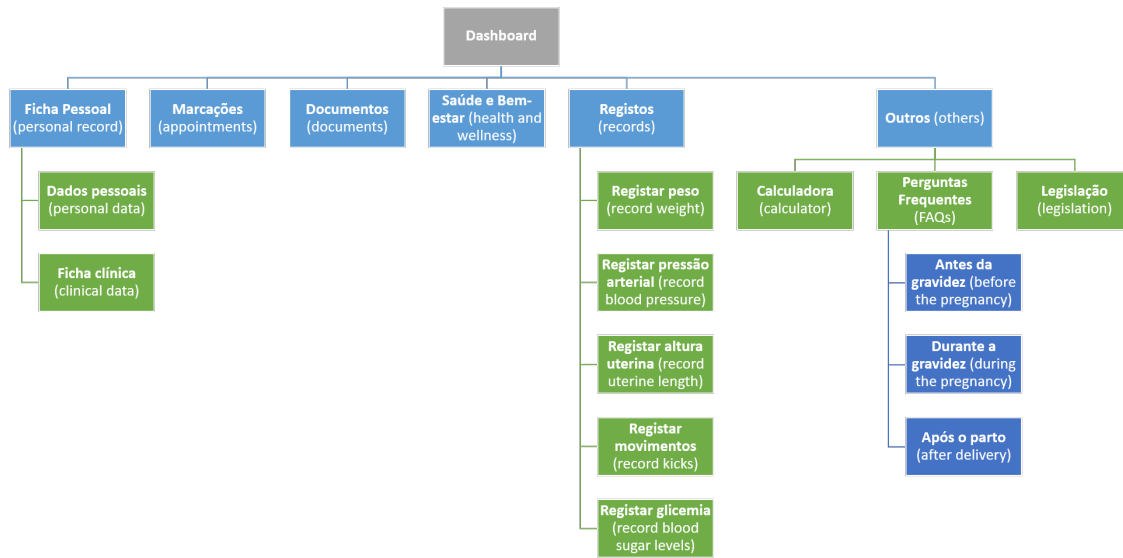 Dashboard
Ficha Pessoal
(personal record)
Marcações
(appointments)
Documentos
(documents)
Saúde e Bem-
estar (health and
wellness)
Registos
(records)
Outros (others)
Dados pessoais
(personal data)
Ficha clínica
(clinical data)
Registar peso
(record weight)
Registar pressão
arterial (record
blood pressure)
Registar altura
uterina (record
uterine length)
Registar
movimentos
(record kicks)
Registar glicemia
(record blood
sugar levels)
Calculadora
(calculator)
Perguntas
Frequentes
(FAQs)
Legislação
(legislation)
Antes da
gravidez (before
the pregnancy)
Durante a
gravidez (during
the pregnancy)
Após o parto
(after delivery)